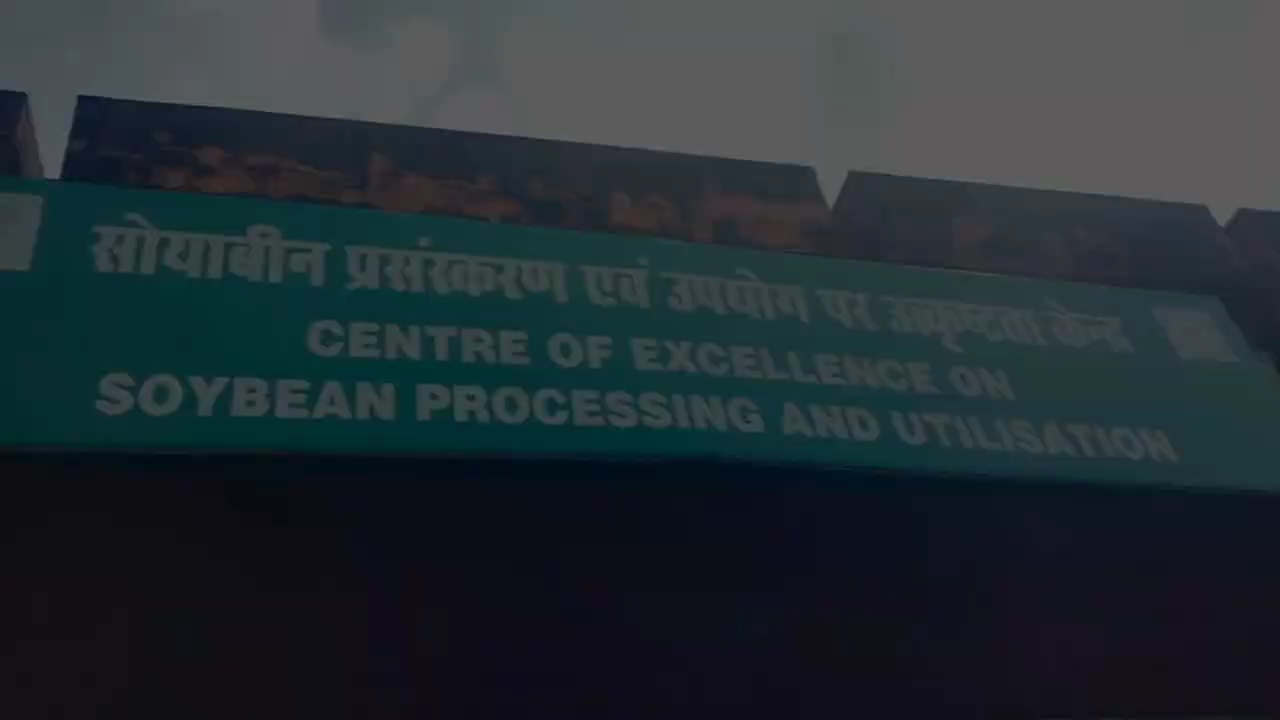 सोयाबीन प्रसंस्करण एवं उपयोग पर उत्कृष्टता केन्द्र
CENTRE OF EXCELLENCE ON
SOYBEAN PROCESSING AND UTILISATION